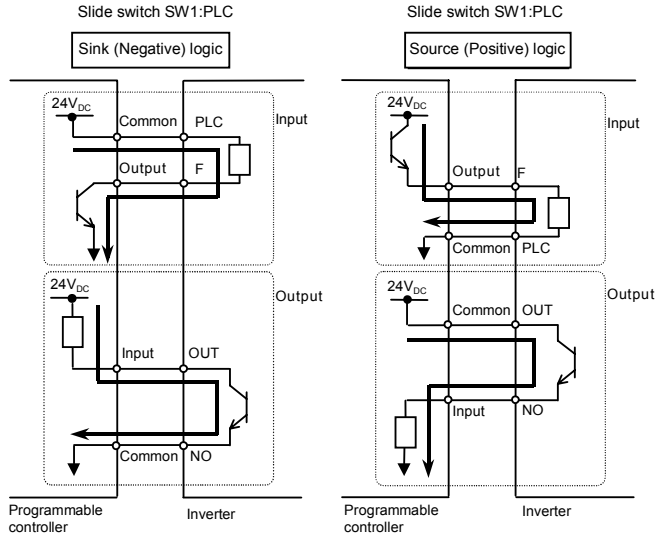 Slide switch SW1:PLC
Sink (Negative) logic
24VDC
Common PLC
Input
Output F
24VDC
Output
Input OUT
Common NO
Programmable
controller
Inverter
Slide switch SW1:PLC
Source (Positive) logic
24VDC
Input
Output F
Common PLC
24VDC
Output
Common OUT
Input NO
Programmable
controller
Inverter